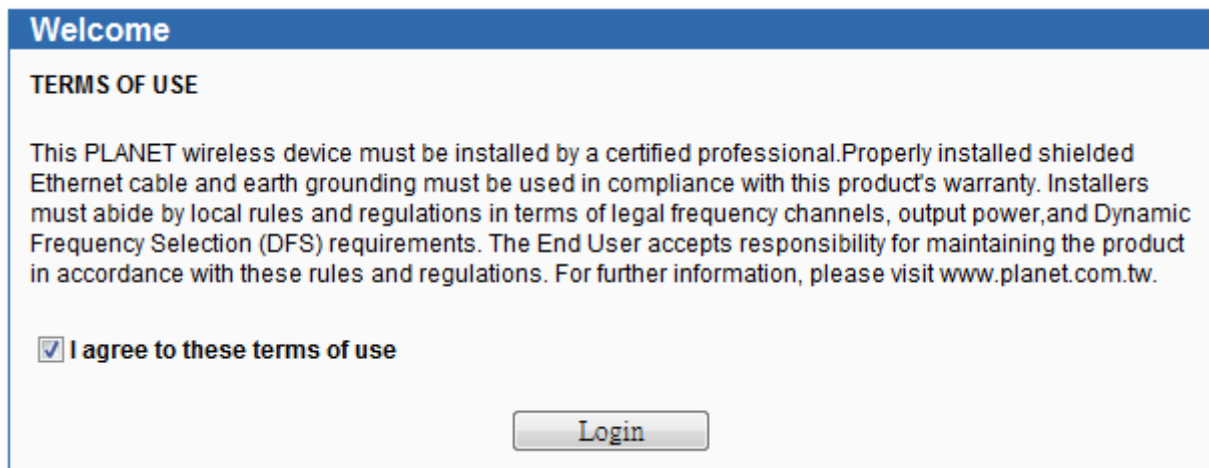 Welcome
TERMS OF USE
This PLANET wireless device must be installed by a certified professional.Properly installed shielded
Ethernet cable and earth grounding must be used in compliance with this product's warranty. Installers
must abide by local rules and regulations in terms of legal frequency channels, output power,and Dynamic
Frequency Selection (DFS) requirements. The End User accepts responsibility for maintaining the product
in accordance with these rules and regulations. For further information, please visit www.planet.com.tw.
I agree to these terms of use
Login